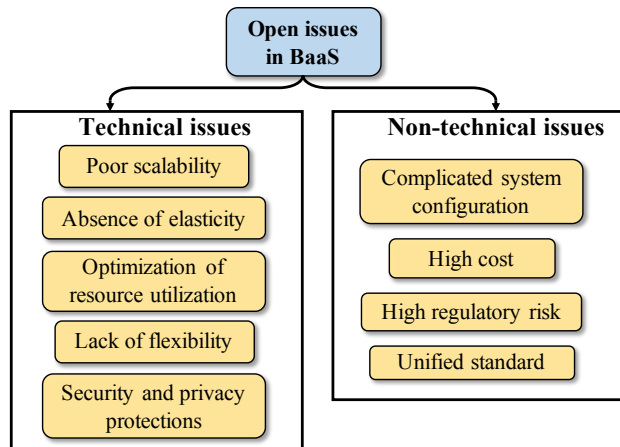 Open issues
in BaaS
Technical issues
Poor scalability
Absence of elasticity
Optimization of
resource utilization
Lack of flexibility
Security and privacy
protections
Non-technical issues
Complicated system
configuration
High cost
High regulatory risk
Unified standard